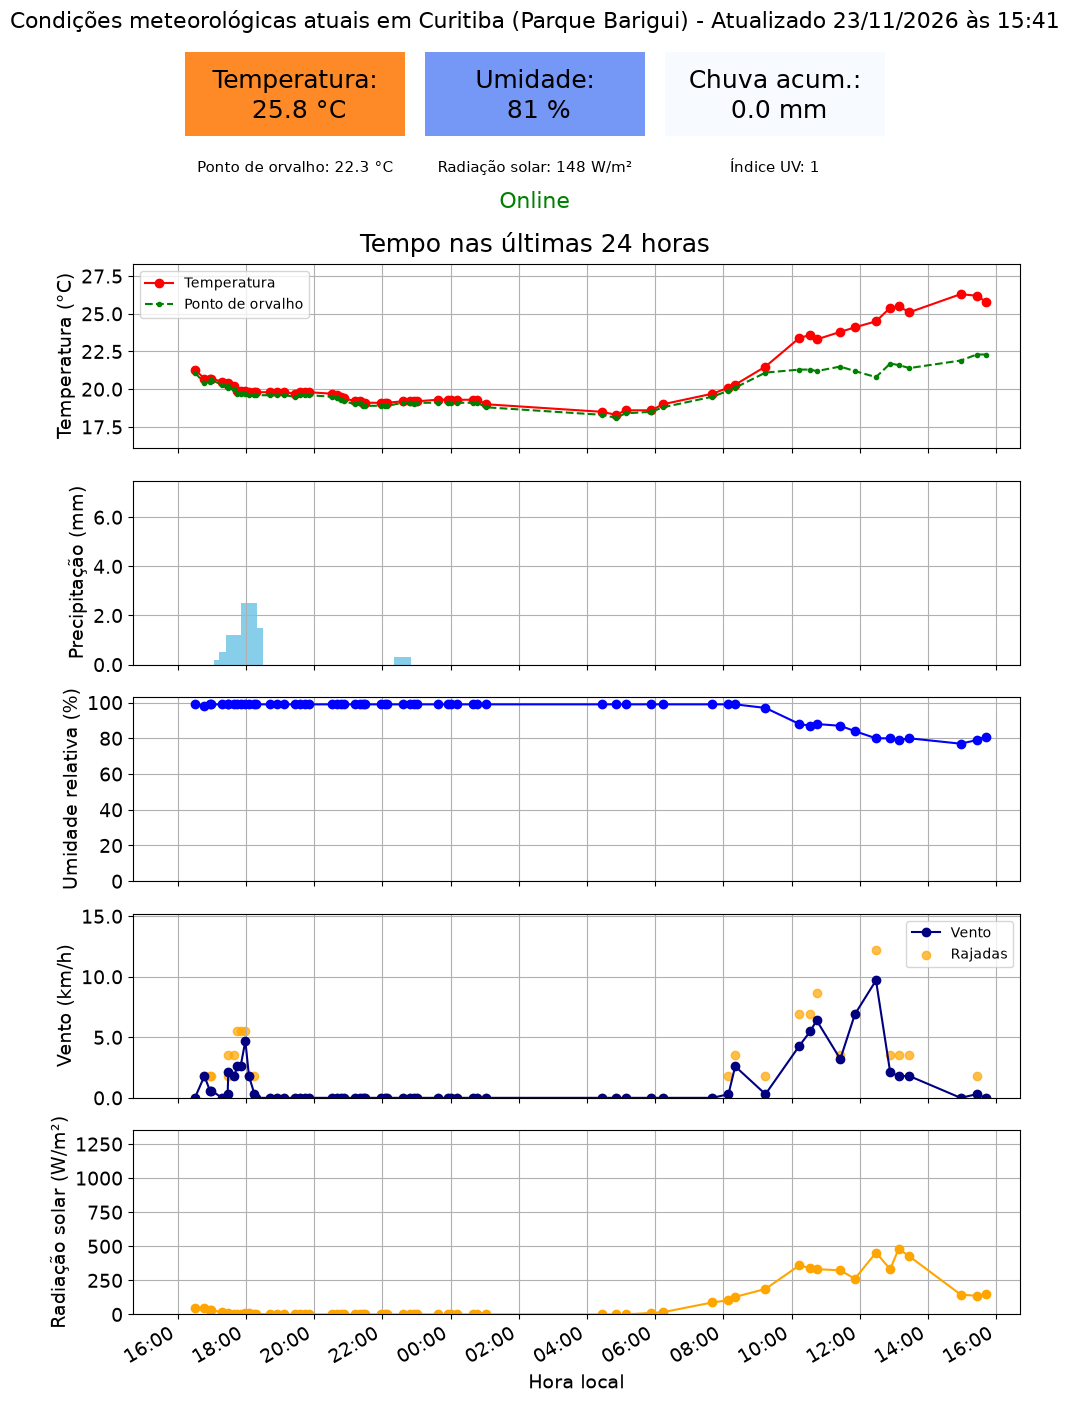 Condições meteorológicas atuais em Curitiba (Parque Barigui) - Atualizado 23/11/2026 às 15:41
Temperatura:
25.8 °C
Umidade:
81 %
Chuva acum.:
0.0 mm
Ponto de orvalho: 22.3 °C
Radiação solar: 148 W/m²
Índice UV: 1
Online
Tempo nas últimas 24 horas
Temperatura (°C)
27.5
25.0
22.5
20.0
17.5
Temperatura
Ponto de orvalho
Precipitação (mm)
6.0
4.0
2.0
0.0
Umidade relativa (%)
100
80
60
40
20
0
Vento (km/h)
15.0
10.0
5.0
0.0
Vento
Rajadas
Radiação solar (W/m²)
1250
1000
750
500
250
0
16:00
18:00
20:00
22:00
00:00
02:00
04:00
06:00
08:00
10:00
12:00
14:00
16:00
Hora local